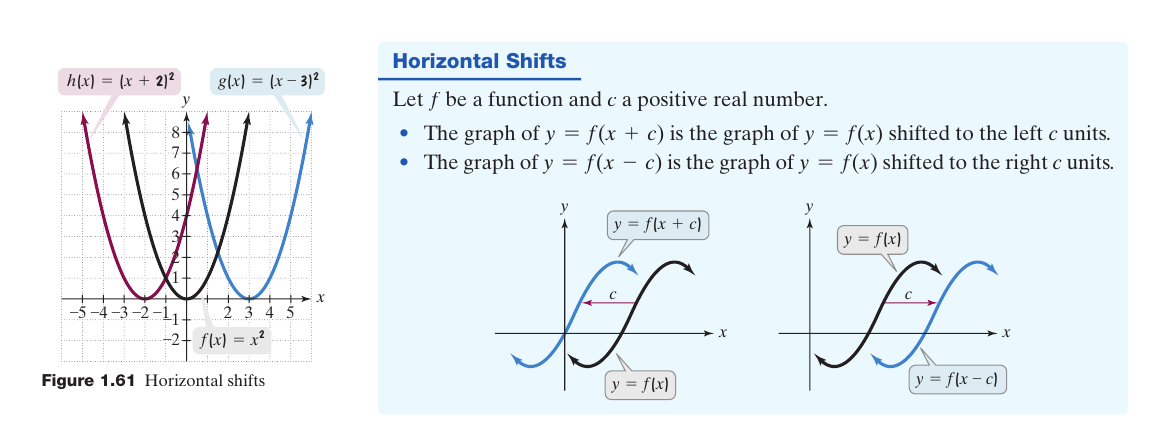 h(x) = (x + 2)²
g(x) = (x − 3)²
y
8
7
6
5
4
3
2
1
−5 −4 −3 −2 −1
2 3 4 5
x
−1
−2
f(x) = x²
Figure 1.61 Horizontal shifts
Horizontal Shifts
Let f be a function and c a positive real number.
• The graph of y = f(x + c) is the graph of y = f(x) shifted to the left c units.
• The graph of y = f(x − c) is the graph of y = f(x) shifted to the right c units.
y
y = f(x + c)
c
x
y = f(x)
y
y = f(x)
c
x
y = f(x − c)